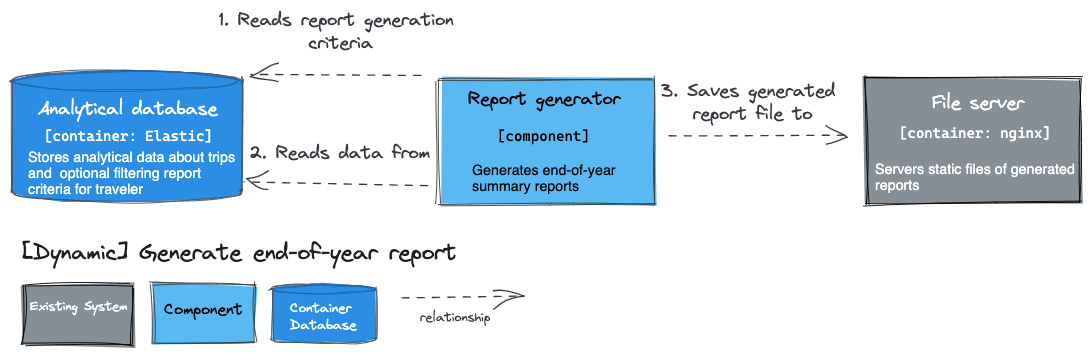 1. Reads report generation
criteria
Analytical database
[container: Elastic]
Stores analytical data about trips
and optional filtering report
criteria for traveler
2. Reads data from
Report generator
[component]
Generates end-of-year
summary reports
3. Saves generated
report file to
File server
[container: nginx]
Servers static files of generated
reports
[Dynamic] Generate end-of-year report
Existing System
Component
Container
Database
relationship